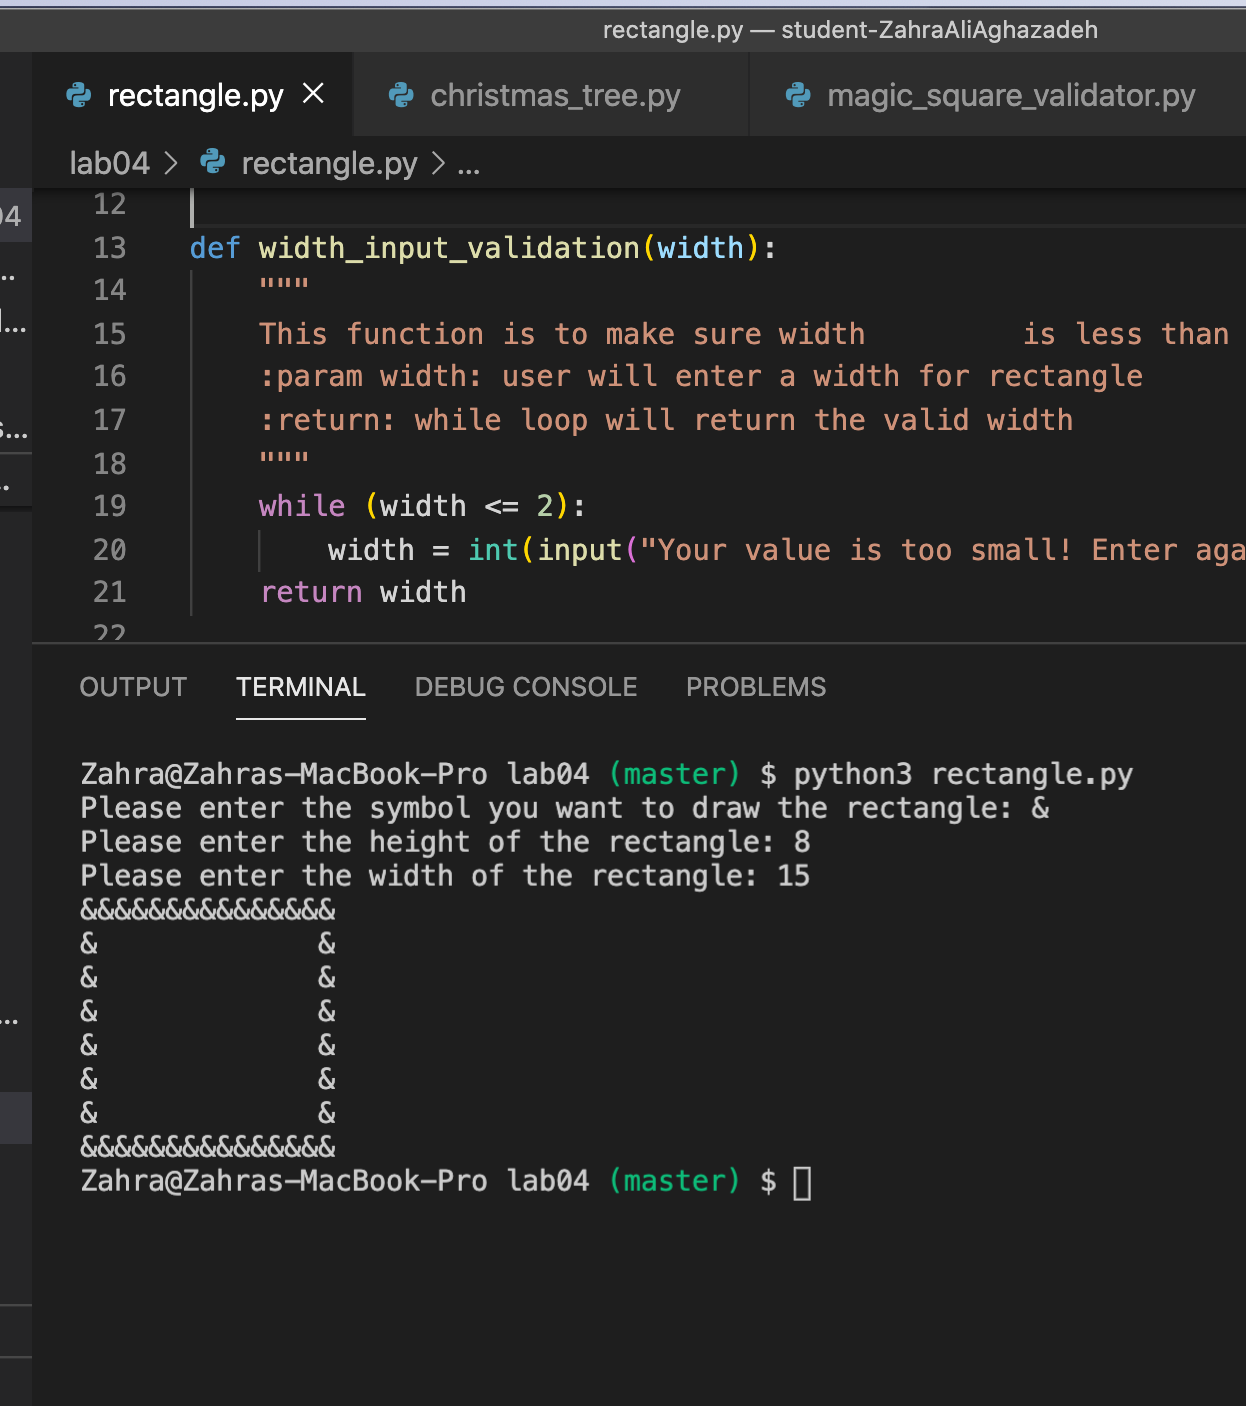 rectangle.py — student-ZahraAliAghazadeh
rectangle.py christmas_tree.py magic_square_validator.py
lab04 > rectangle.py > ...
12
13 def width_input_validation(width):
14 """
15 This function is to make sure width         is less than
16 :param width: user will enter a width for rectangle
17 :return: while loop will return the valid width
18 """
19 while (width <= 2):
20 width = int(input("Your value is too small! Enter aga
21 return width
22
OUTPUT TERMINAL DEBUG CONSOLE PROBLEMS
Zahra@Zahras-MacBook-Pro lab04 (master) $ python3 rectangle.py
Please enter the symbol you want to draw the rectangle: &
Please enter the height of the rectangle: 8
Please enter the width of the rectangle: 15
&&&&&&&&&&&&&&&
&             &
&             &
&             &
&             &
&             &
&             &
&&&&&&&&&&&&&&&
Zahra@Zahras-MacBook-Pro lab04 (master) $